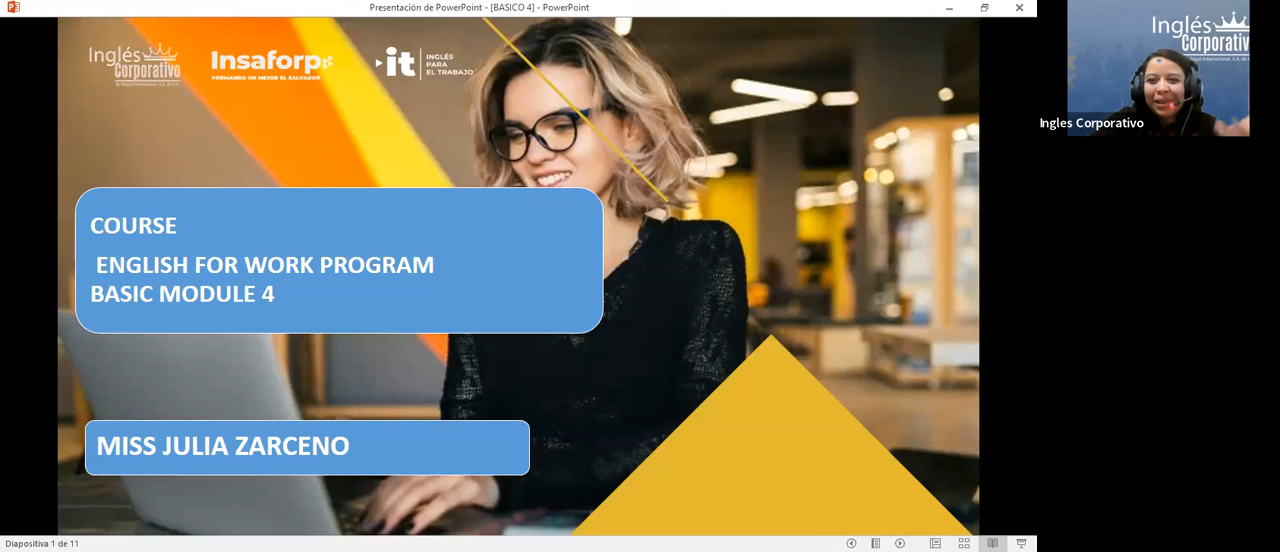 Presentación de PowerPoint - [BASICO 4] - PowerPoint
Inglés
Corporativo
Insaforp
FORMANDO UN MEJOR EL SALVADOR
it
INGLÉS
PARA
EL TRABAJO
COURSE
ENGLISH FOR WORK PROGRAM
BASIC MODULE 4
MISS JULIA ZARCENO
Diapositiva 1 de 11
Inglés
Corporativo
Ingles Corporativo